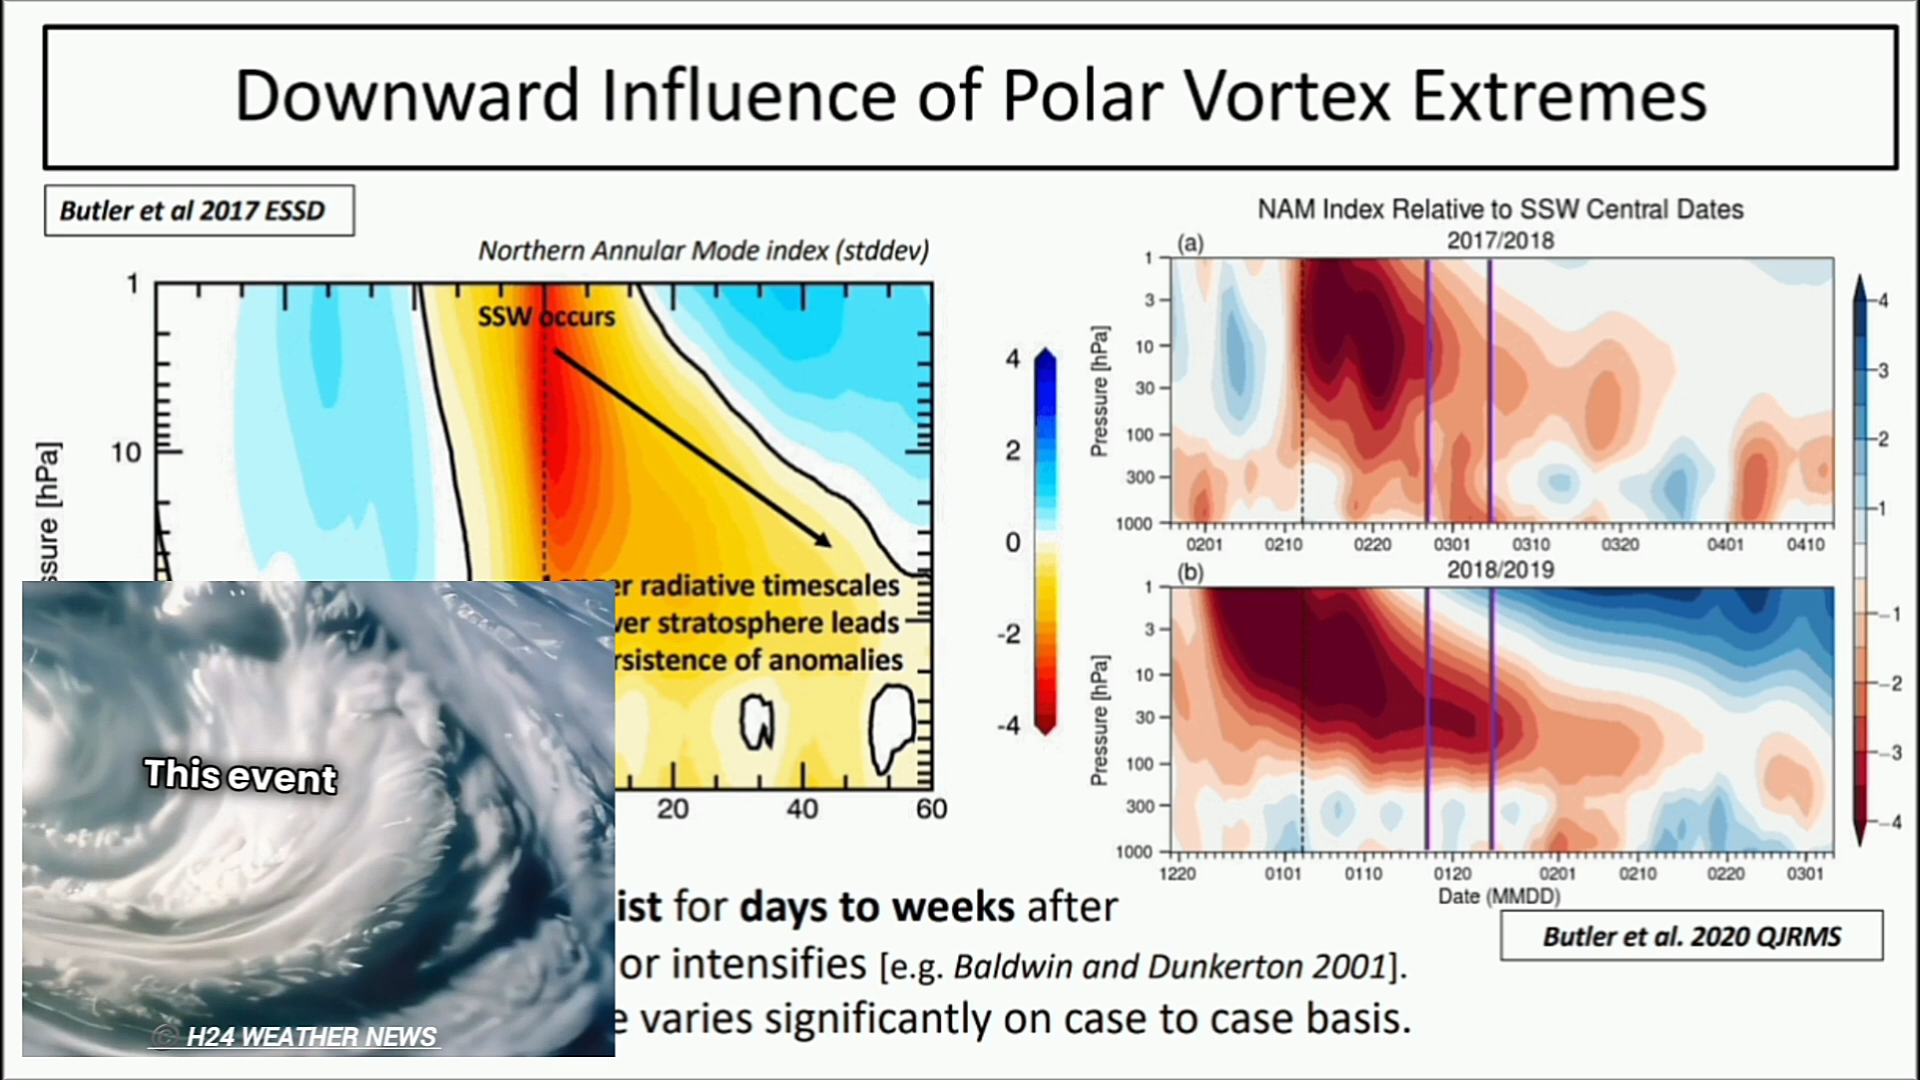 Downward Influence of Polar Vortex Extremes
Butler et al 2017 ESSD
Northern Annular Mode index (stddev)
1
10
SSW occurs
radiative timescales
stratosphere leads
of anomalies
20 40 60
4
2
0
-2
-4
NAM Index Relative to SSW Central Dates
2017/2018
(a)
Pressure [hPa]
1
3
10
30
100
300
1000
0201 0210 0220 0301 0310 0320 0401 0410
2018/2019
(b)
Pressure [hPa]
1
3
10
30
100
300
1000
1220 0101 0110 0120 0201 0210 0220 0301
Date (MMDD)
4
3
2
1
−1
−2
−3
−4
Butler et al. 2020 QJRMS
for days to weeks after
or intensifies [e.g. Baldwin and Dunkerton 2001].
varies significantly on case to case basis.
This event
© H24 WEATHER NEWS